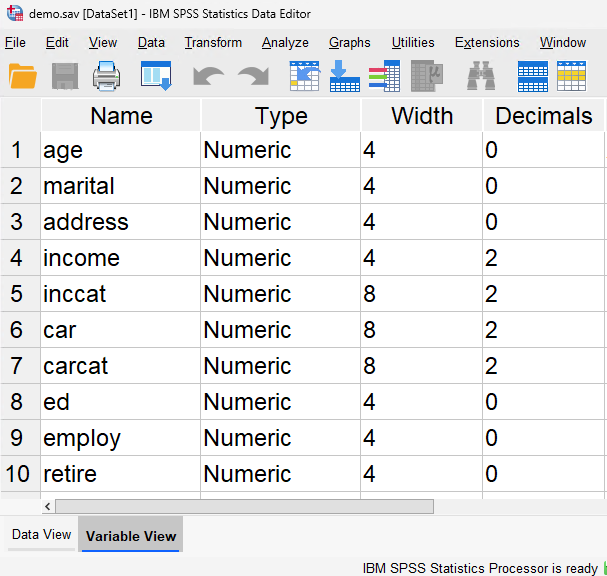 demo.sav [DataSet1] - IBM SPSS Statistics Data Editor
File Edit View Data Transform Analyze Graphs Utilities Extensions Window
Name Type Width Decimals
1 age Numeric 4 0
2 marital Numeric 4 0
3 address Numeric 4 0
4 income Numeric 4 2
5 inccat Numeric 8 2
6 car Numeric 8 2
7 carcat Numeric 8 2
8 ed Numeric 4 0
9 employ Numeric 4 0
10 retire Numeric 4 0
Data View Variable View
IBM SPSS Statistics Processor is ready